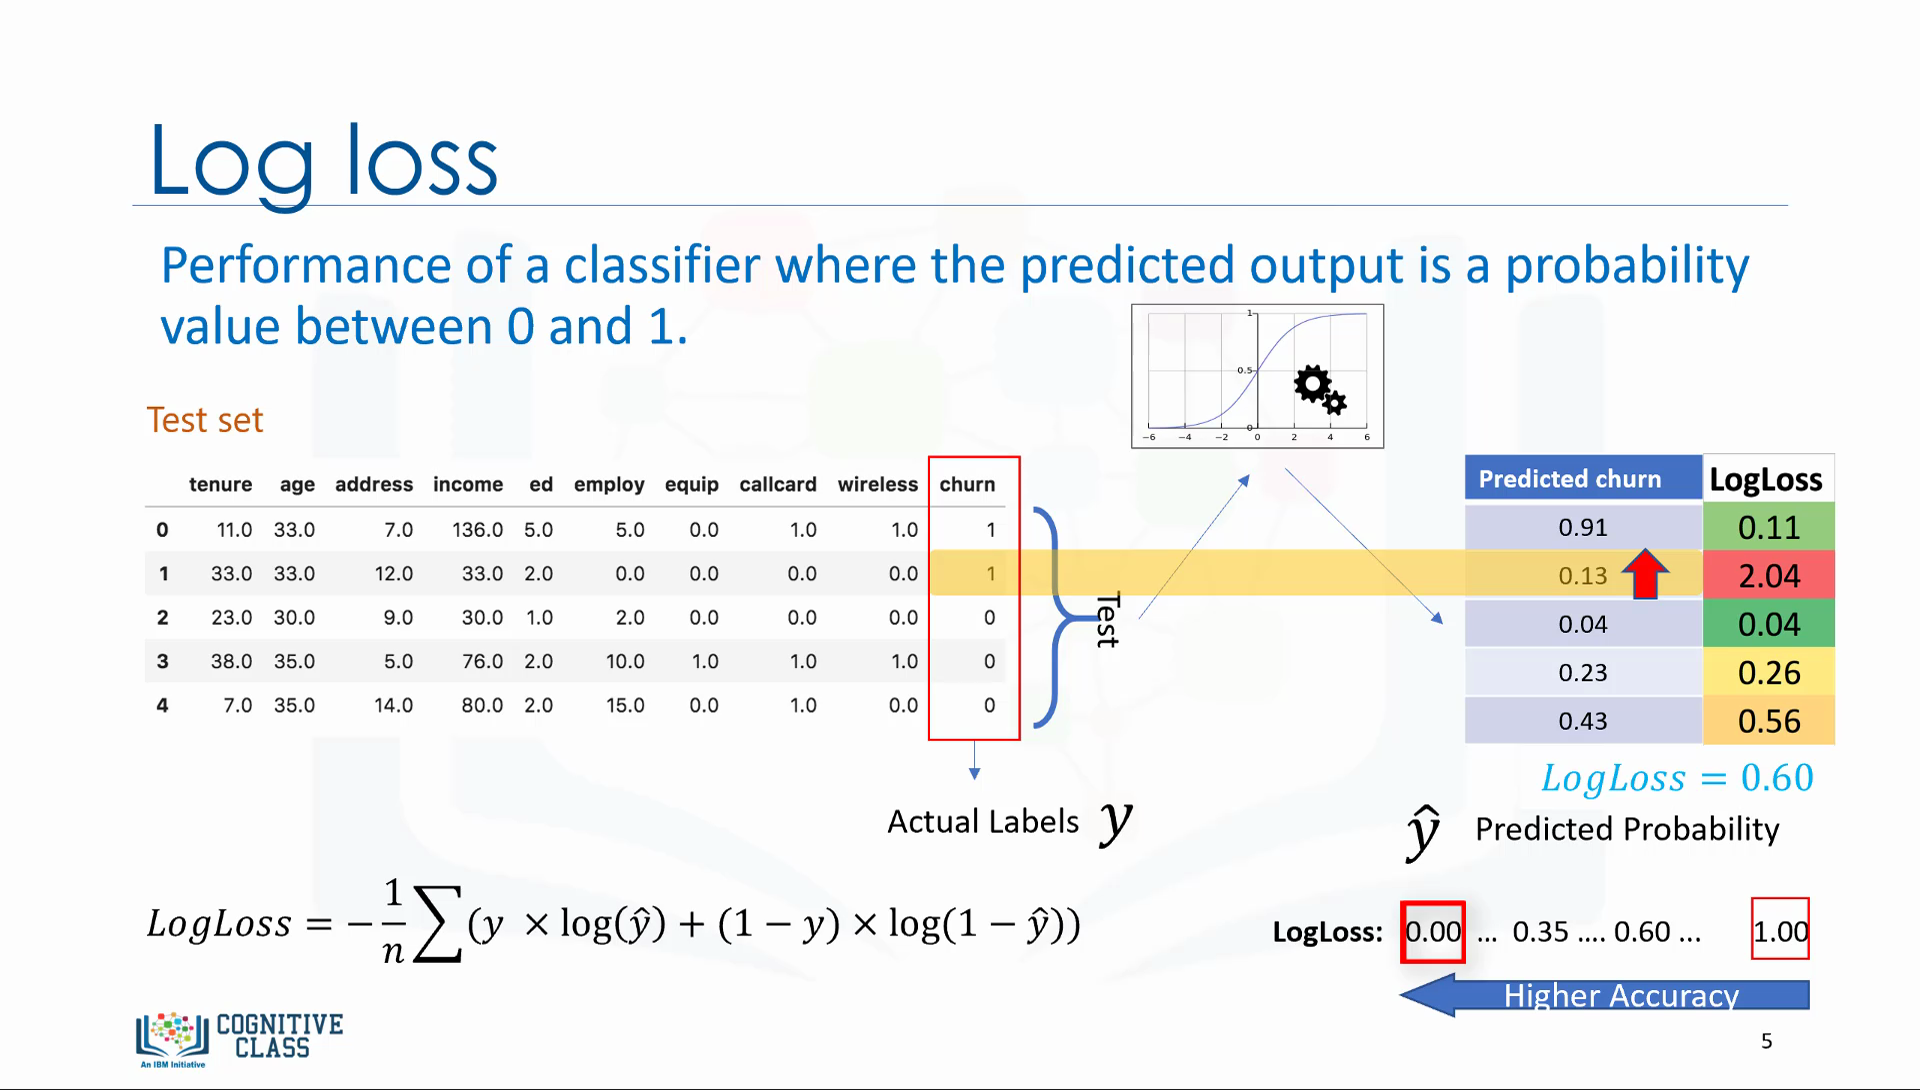 Log loss
Performance of a classifier where the predicted output is a probability
value between 0 and 1.
1
0.5
0
−6 −4 −2 0 2 4 6
Test set
tenure age address income ed employ equip callcard wireless churn
0 11.0 33.0 7.0 136.0 5.0 5.0 0.0 1.0 1.0 1
1 33.0 33.0 12.0 33.0 2.0 0.0 0.0 0.0 0.0 1
2 23.0 30.0 9.0 30.0 1.0 2.0 0.0 0.0 0.0 0
3 38.0 35.0 5.0 76.0 2.0 10.0 1.0 1.0 1.0 0
4 7.0 35.0 14.0 80.0 2.0 15.0 0.0 1.0 0.0 0
Test
Predicted churn LogLoss
0.91 0.11
0.13 2.04
0.04 0.04
0.23 0.26
0.43 0.56
LogLoss = 0.60
Actual Labels y
ŷ Predicted Probability
LogLoss = −1/n ∑(y × log(ŷ) + (1 − y) × log(1 − ŷ))
LogLoss: 0.00 ... 0.35 .... 0.60 ... 1.00
Higher Accuracy
COGNITIVE
CLASS
An IBM Initiative
5